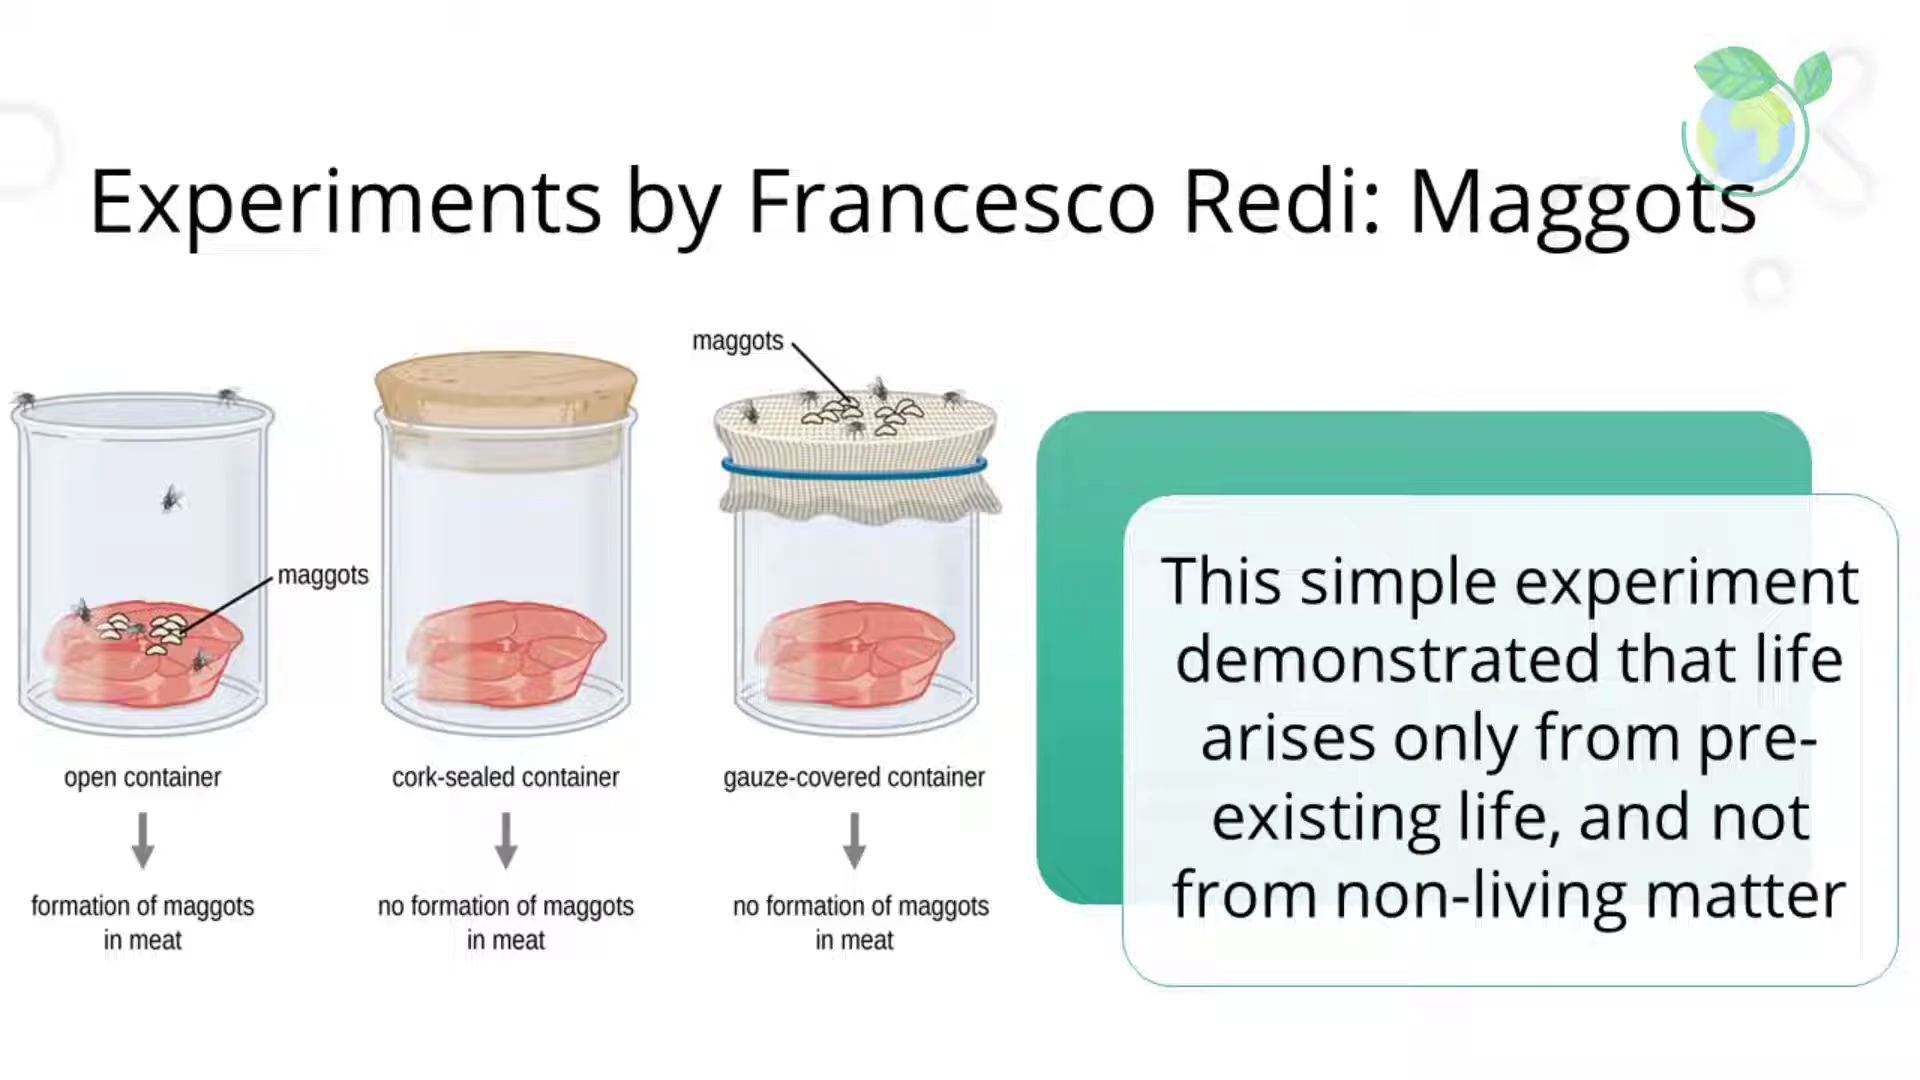 Experiments by Francesco Redi: Maggots
maggots
maggots
open container
cork-sealed container
gauze-covered container
formation of maggots
in meat
no formation of maggots
in meat
no formation of maggots
in meat
This simple experiment
demonstrated that life
arises only from pre-
existing life, and not
from non-living matter